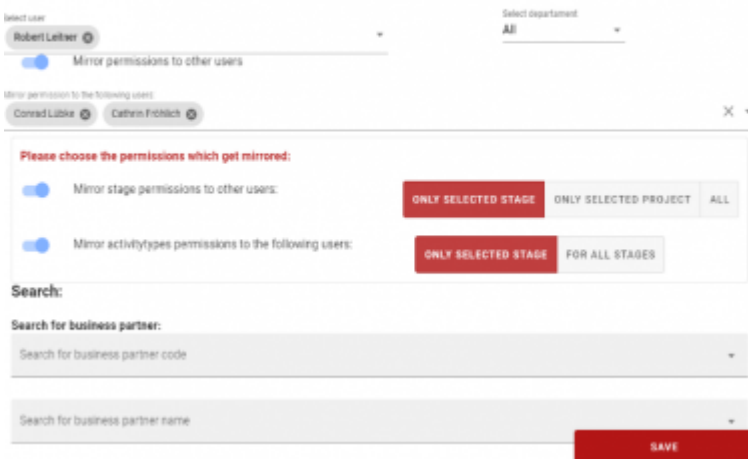 Select user
Select departament
Robert Leitner
All
Mirror permissions to other users
Mirror permission to the following users:
Conrad Lübke Cathrin Fröhlich
Please choose the permissions which get mirrored:
Mirror stage permissions to other users:
ONLY SELECTED STAGE ONLY SELECTED PROJECT ALL
Mirror activitytypes permissions to the following users:
ONLY SELECTED STAGE FOR ALL STAGES
Search:
Search for business partner:
Search for business partner code
Search for business partner name
SAVE